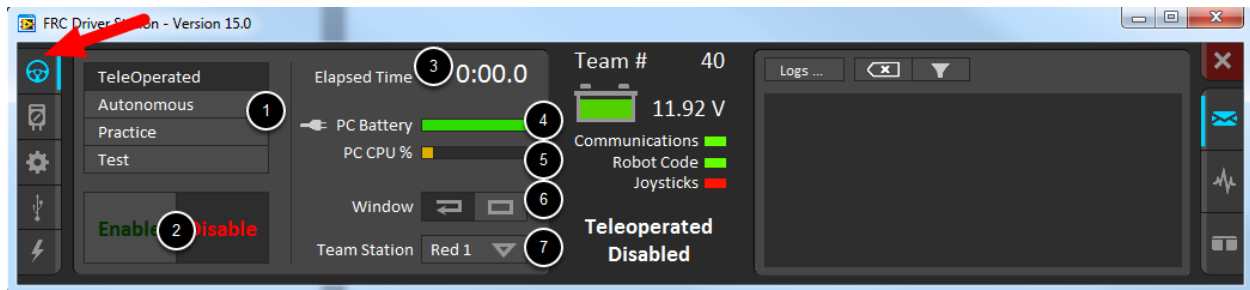 FRC Driver Station - Version 15.0
TeleOperated
Autonomous
Practice
Test
1
Enable
2
Disable
Elapsed Time
3
0:00.0
PC Battery
4
PC CPU %
5
Window
6
Team Station
Red 1
7
Team #
40
11.92 V
Communications
Robot Code
Joysticks
Teleoperated
Disabled
Logs ...